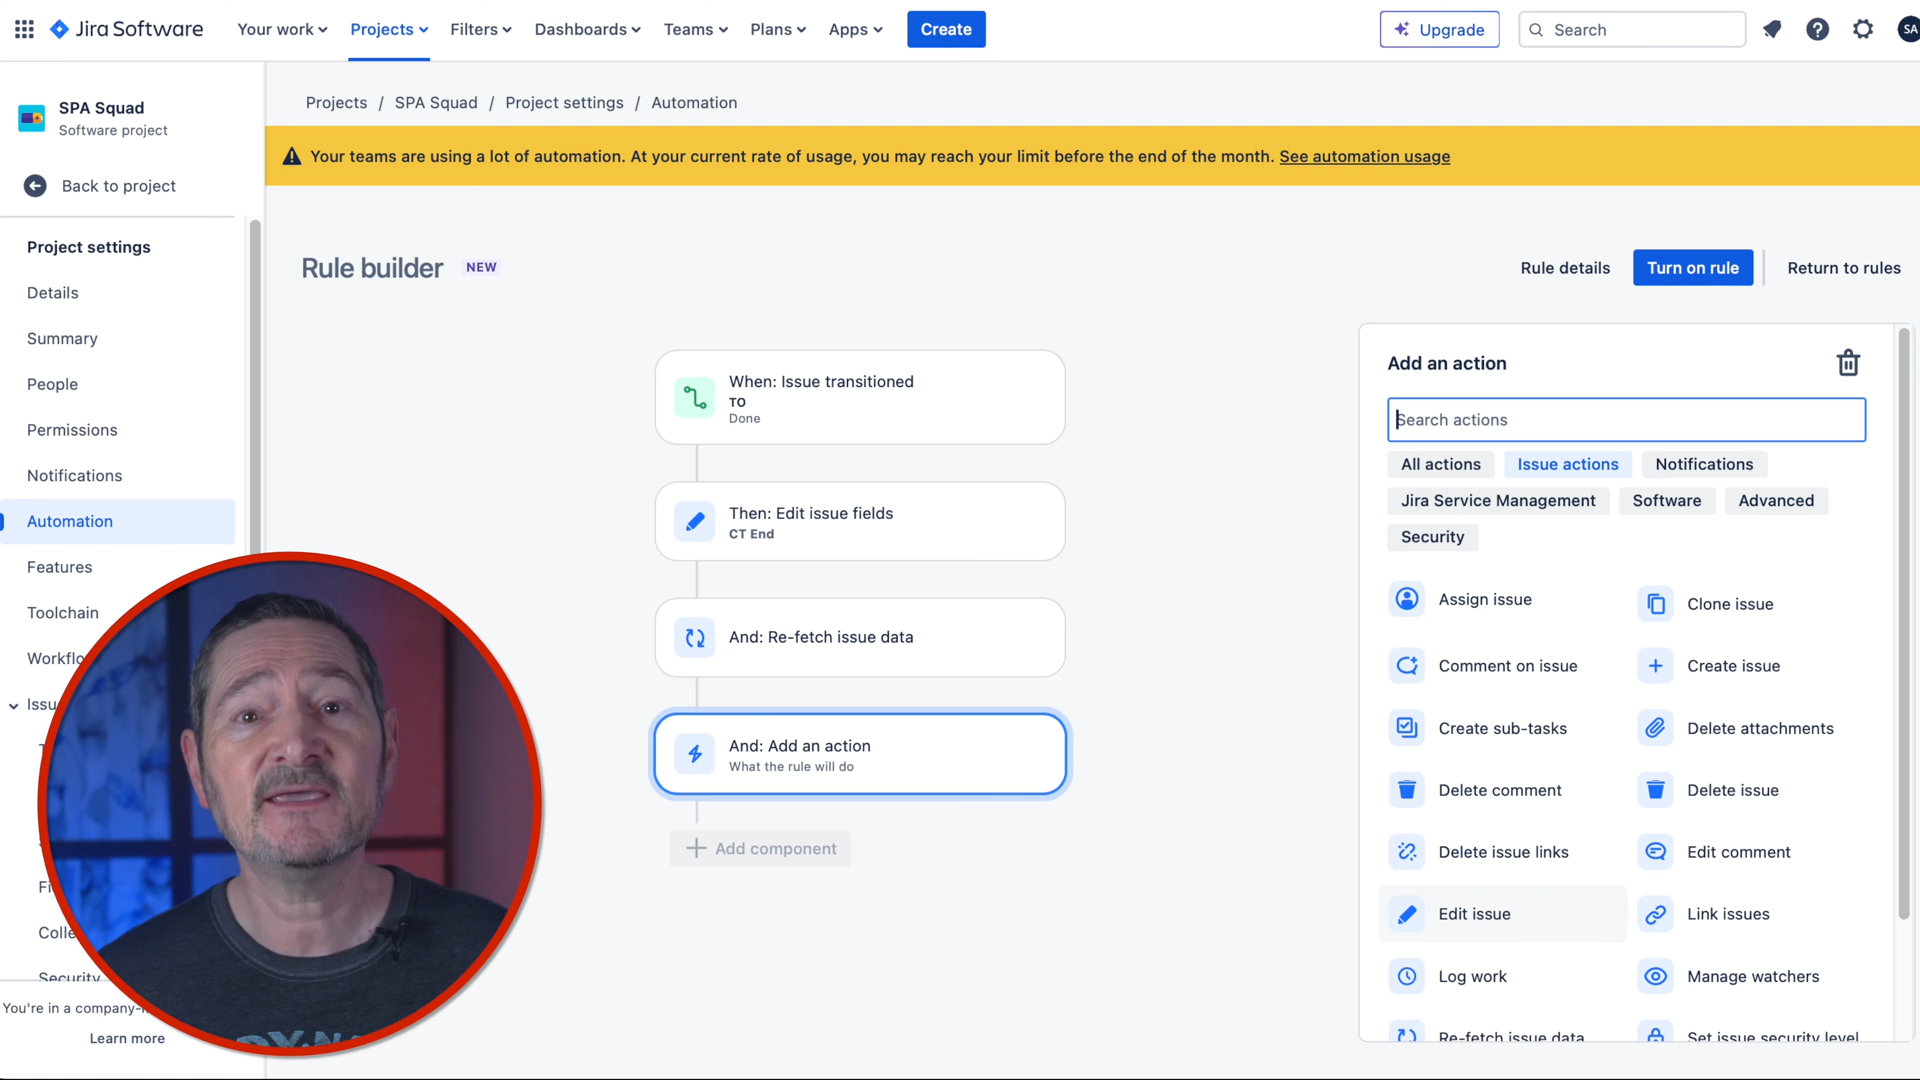 Jira Software
Your work
Projects
Filters
Dashboards
Teams
Plans
Apps
Create
Upgrade
Search
SA
SPA Squad
Software project
Back to project
Project settings
Details
Summary
People
Permissions
Notifications
Automation
Features
Toolchain
Workflo
Issu
Colle
Security
You're in a company-
Learn more
Projects / SPA Squad / Project settings / Automation
Your teams are using a lot of automation. At your current rate of usage, you may reach your limit before the end of the month. See automation usage
Rule builder NEW
Rule details
Turn on rule
Return to rules
When: Issue transitioned
TO
Done
Then: Edit issue fields
CT End
And: Re-fetch issue data
And: Add an action
What the rule will do
Add component
Add an action
Search actions
All actions
Issue actions
Notifications
Jira Service Management
Software
Advanced
Security
Assign issue
Clone issue
Comment on issue
Create issue
Create sub-tasks
Delete attachments
Delete comment
Delete issue
Delete issue links
Edit comment
Edit issue
Link issues
Log work
Manage watchers
Re-fetch issue data
Set issue security level